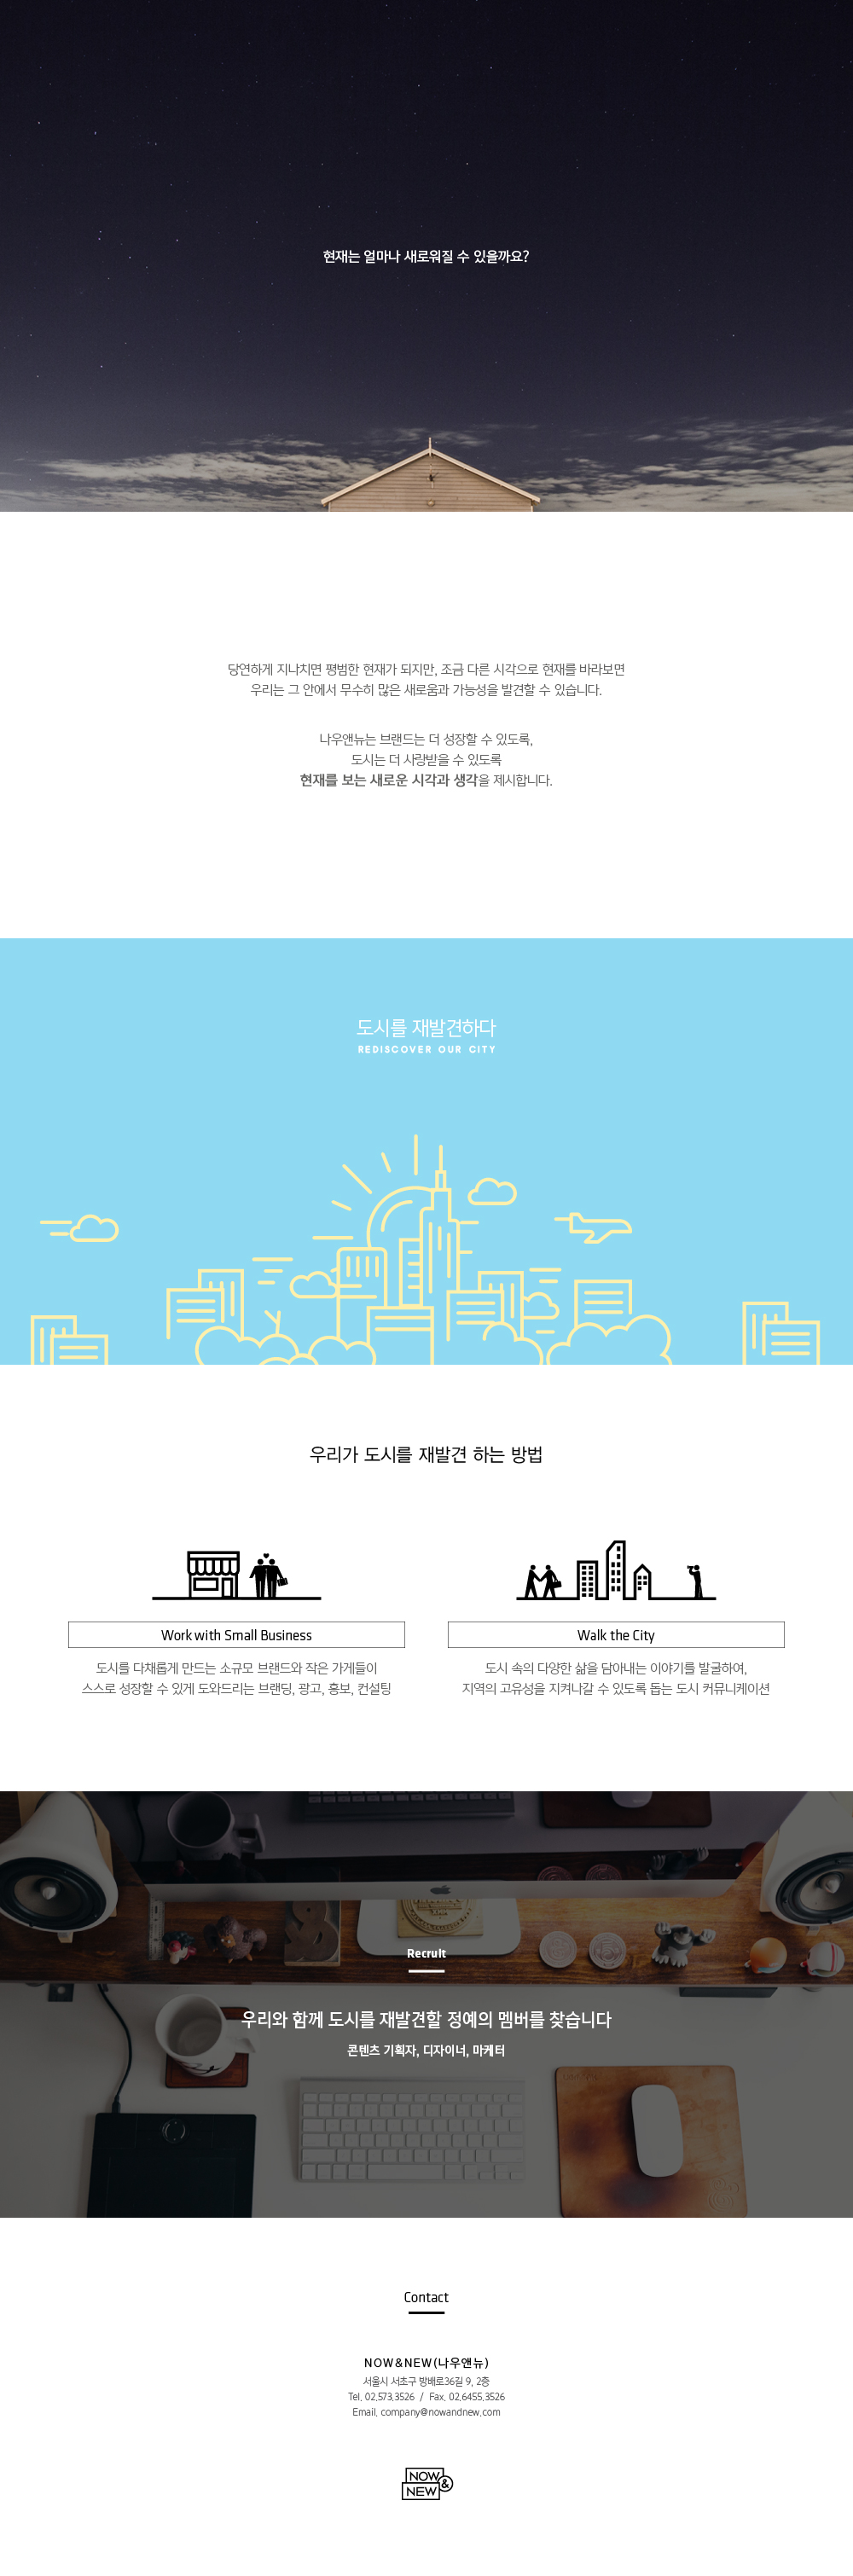 현재는 얼마나 새로워질 수 있을까요?
당연하게 지나치면 평범한 현재가 되지만, 조금 다른 시각으로 현재를 바라보면
우리는 그 안에서 무수히 많은 새로움과 가능성을 발견할 수 있습니다.
나우앤뉴는 브랜드는 더 성장할 수 있도록,
도시는 더 사랑받을 수 있도록
현재를 보는 새로운 시각과 생각을 제시합니다.
도시를 재발견하다
REDISCOVER OUR CITY
우리가 도시를 재발견 하는 방법
Work with Small Business
도시를 다채롭게 만드는 소규모 브랜드와 작은 가게들이
스스로 성장할 수 있게 도와드리는 브랜딩, 광고, 홍보, 컨설팅
Walk the City
도시 속의 다양한 삶을 담아내는 이야기를 발굴하여,
지역의 고유성을 지켜나갈 수 있도록 돕는 도시 커뮤니케이션
Recruit
우리와 함께 도시를 재발견할 정예의 멤버를 찾습니다
콘텐츠 기획자, 디자이너, 마케터
Contact
NOW&NEW(나우앤뉴)
서울시 서초구 방배로36길 9, 2층
Tel. 02.573.3526 / Fax. 02.6455.3526
Email. company@nowandnew.com
NOW &
NEW